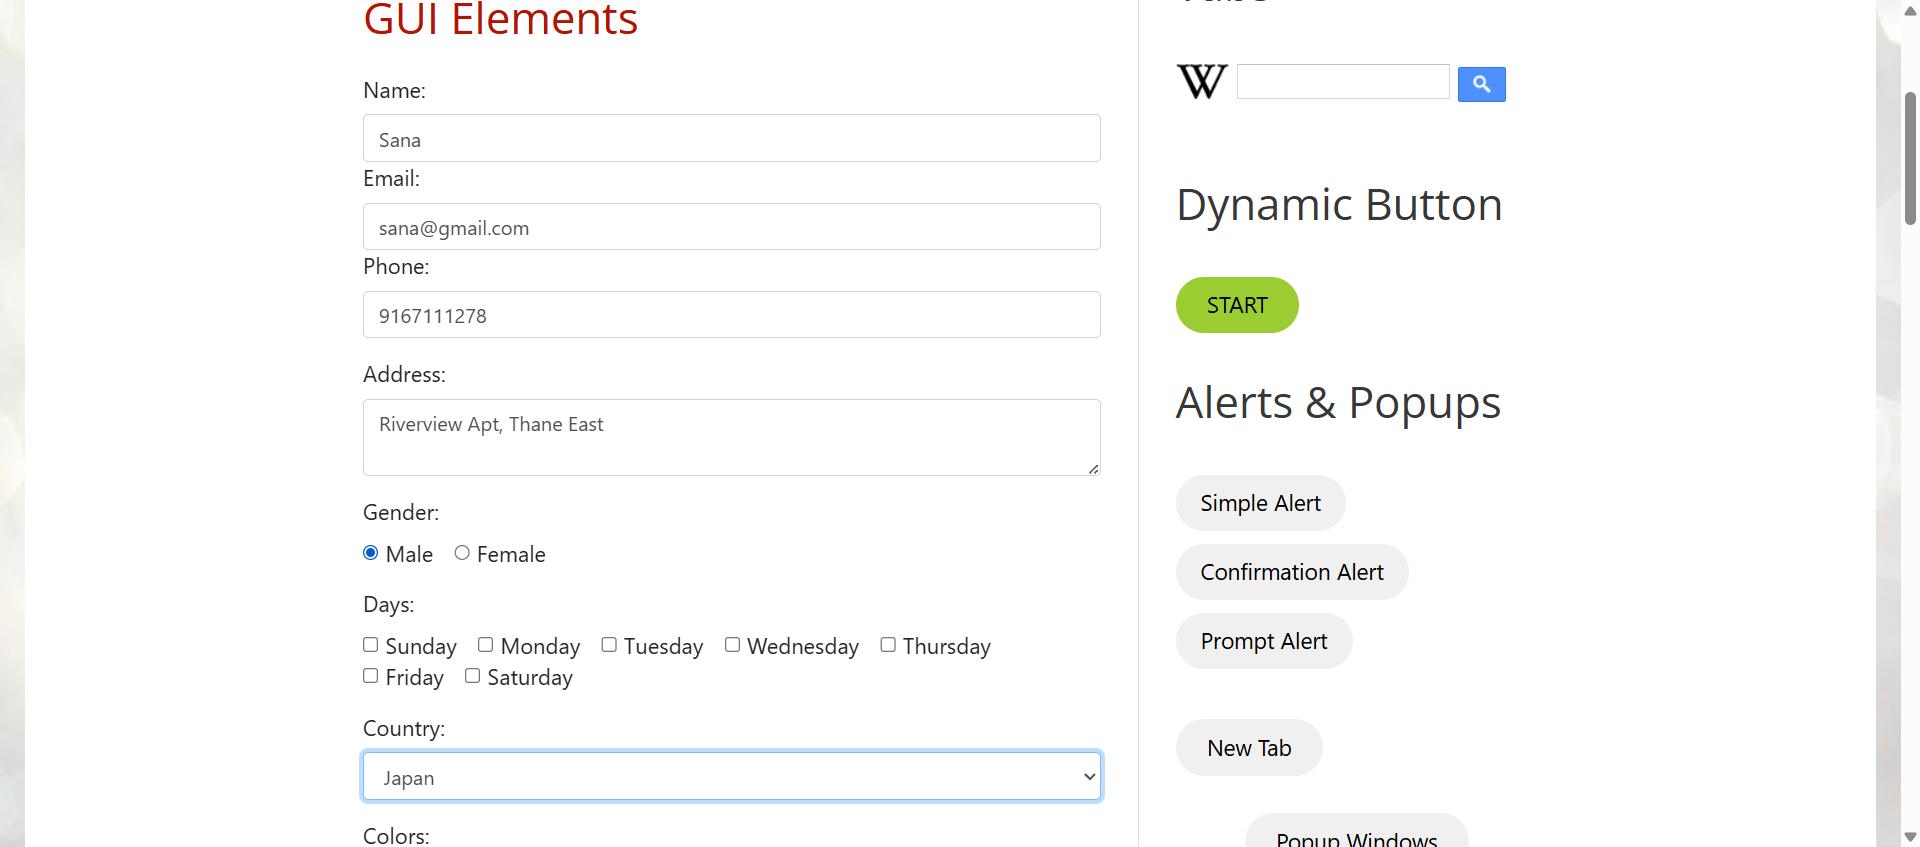 GUI Elements
Name:
Sana
Email:
sana@gmail.com
Phone:
9167111278
Address:
Riverview Apt, Thane East
Gender:
Male Female
Days:
Sunday Monday Tuesday Wednesday Thursday
Friday Saturday
Country:
Japan
Colors:
W
Dynamic Button
START
Alerts & Popups
Simple Alert
Confirmation Alert
Prompt Alert
New Tab
Popup Windows